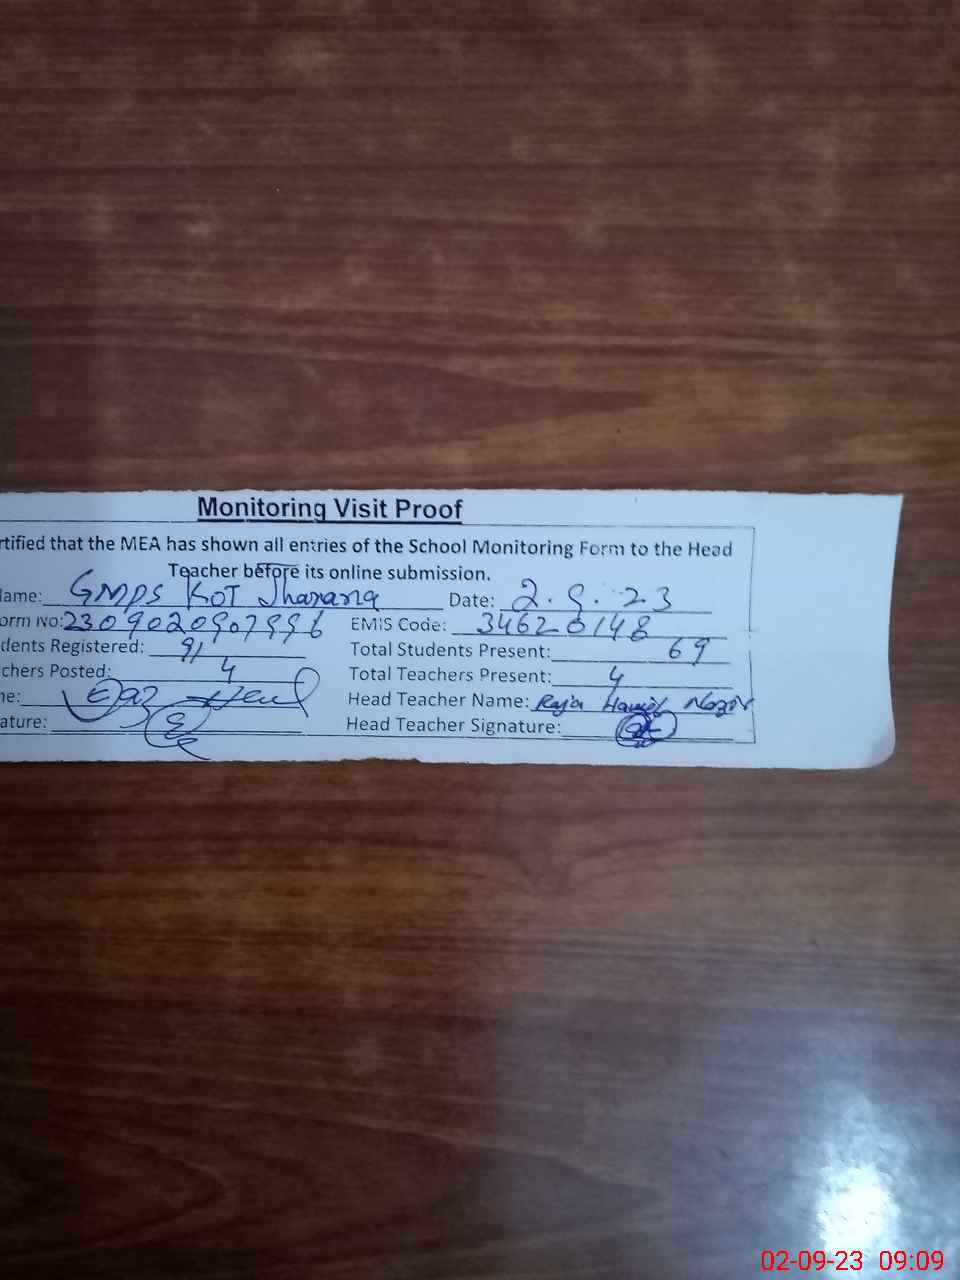 Monitoring Visit Proof
rtified that the MEA has shown all entries of the School Monitoring Form to the Head
Teacher before its online submission.
lame: GMPS KOT Jharana Date: 2.9.23
orm No: EMIS Code: 34620148
dents Registered: 91 Total Students Present: 69
chers Posted: 4 Total Teachers Present: 4
ne: Head Teacher Name: Raja Nazir
ature: Head Teacher Signature:
02-09-23 09:09